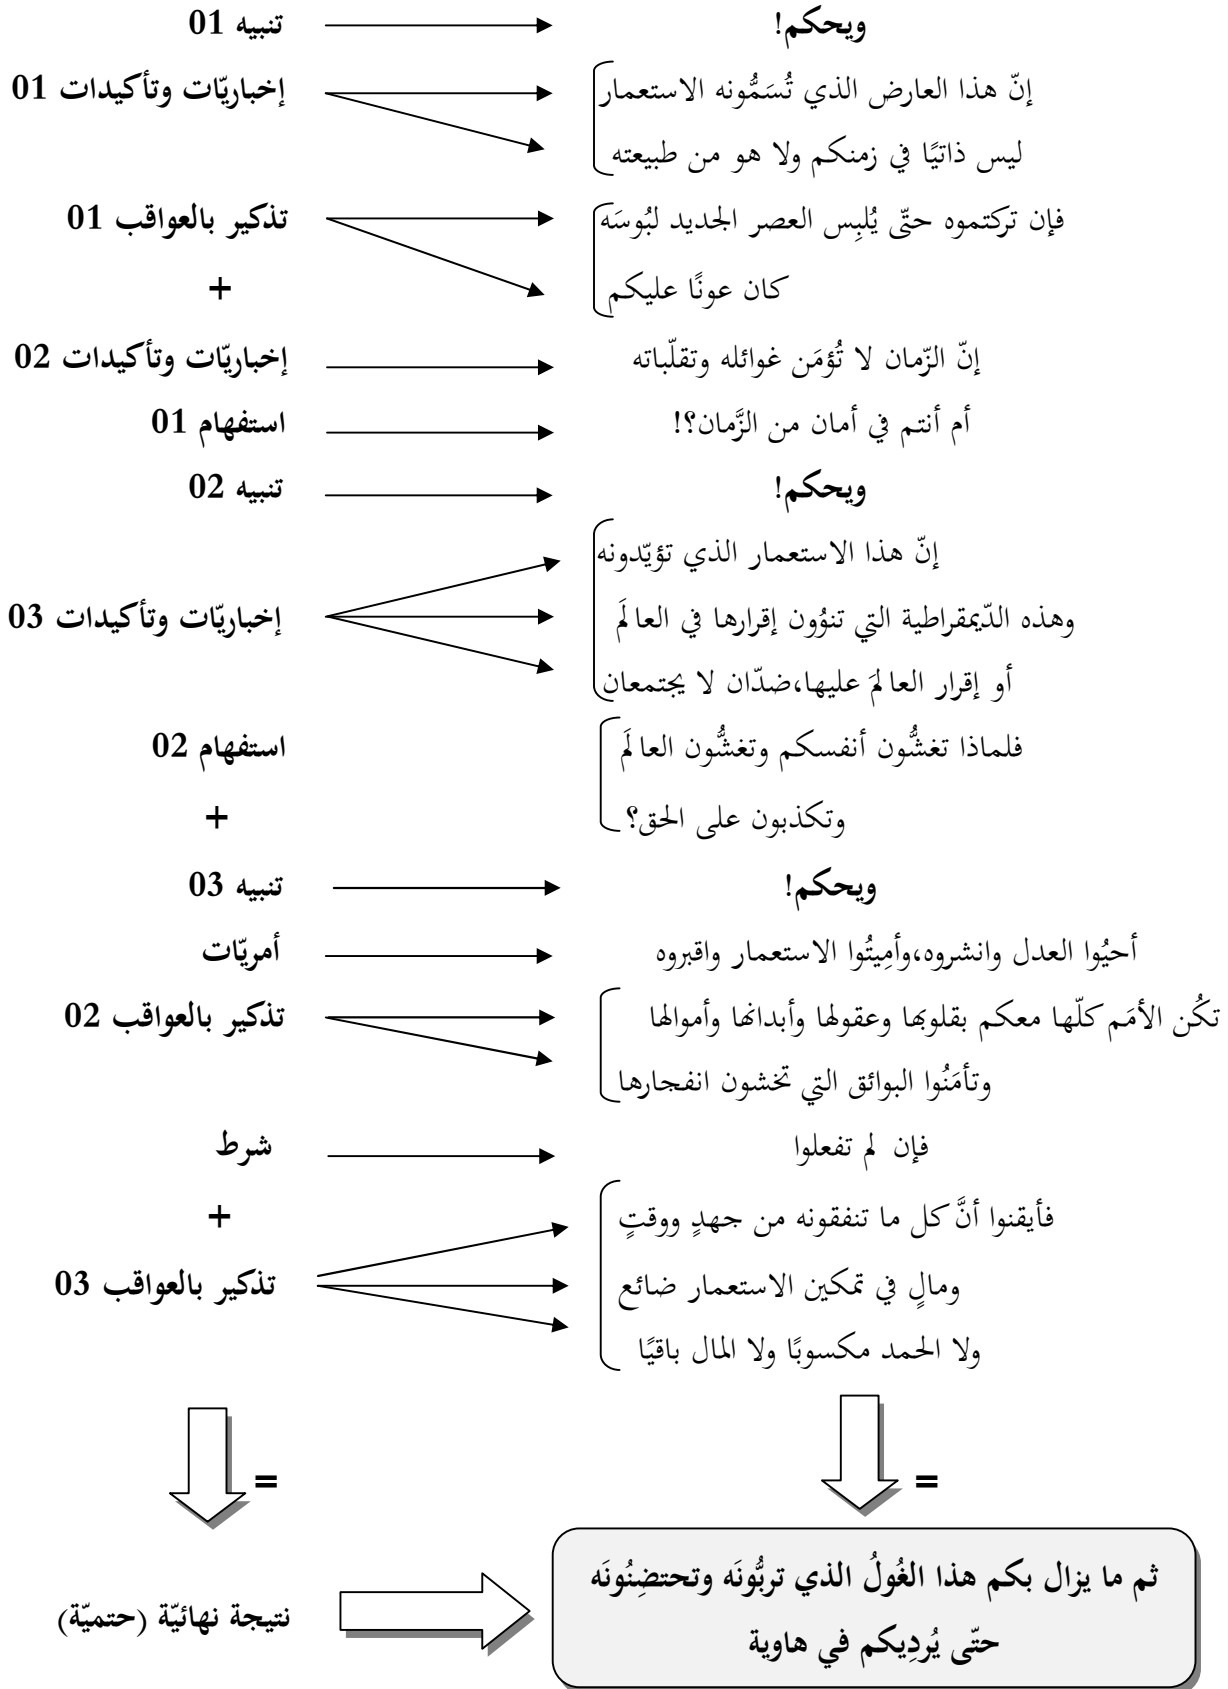 ويحكم! تنبيه 01
إنّ هذا العارض الذي تُسَمُّونه الاستعمار إخباريّات وتأكيدات 01
ليس ذاتيًا في زمنكم ولا هو من طبيعته
فإن تركتموه حتّى يُلبِس العصر الجديد لبُوسَه تذكير بالعواقب 01
كان عونًا عليكم +
إنّ الزّمان لا تُؤمَن غوائله وتقلّباته إخباريّات وتأكيدات 02
أم أنتم في أمان من الزَّمان؟! استفهام 01
ويحكم! تنبيه 02
إنّ هذا الاستعمار الذي تؤيّدونه
وهذه الدّيمقراطية التي تنوُون إقرارها في العالَم إخباريّات وتأكيدات 03
أو إقرار العالمَ عليها،ضدّان لا يجتمعان
فلماذا تغشُّون أنفسكم وتغشُّون العالَم استفهام 02
وتكذبون على الحق؟ +
ويحكم! تنبيه 03
أحيُوا العدل وانشروه،وأمِيتُوا الاستعمار واقبروه أمريّات
تكُن الأمَم كلّها معكم بقلوبها وعقولها وأبدانها وأموالها تذكير بالعواقب 02
وتأمَنُوا البوائق التي تخشون انفجارها
فإن لم تفعلوا شرط
فأيقنوا أنَّ كل ما تنفقونه من جهدٍ ووقتٍ +
ومالٍ في تمكين الاستعمار ضائع تذكير بالعواقب 03
ولا الحمد مكسوبًا ولا المال باقيًا
= =
ثم ما يزال بكم هذا الغُولُ الذي تربُّونَه وتحتضِنُونَه
حتّى يُردِيكم في هاوية نتيجة نهائيّة (حتميّة)